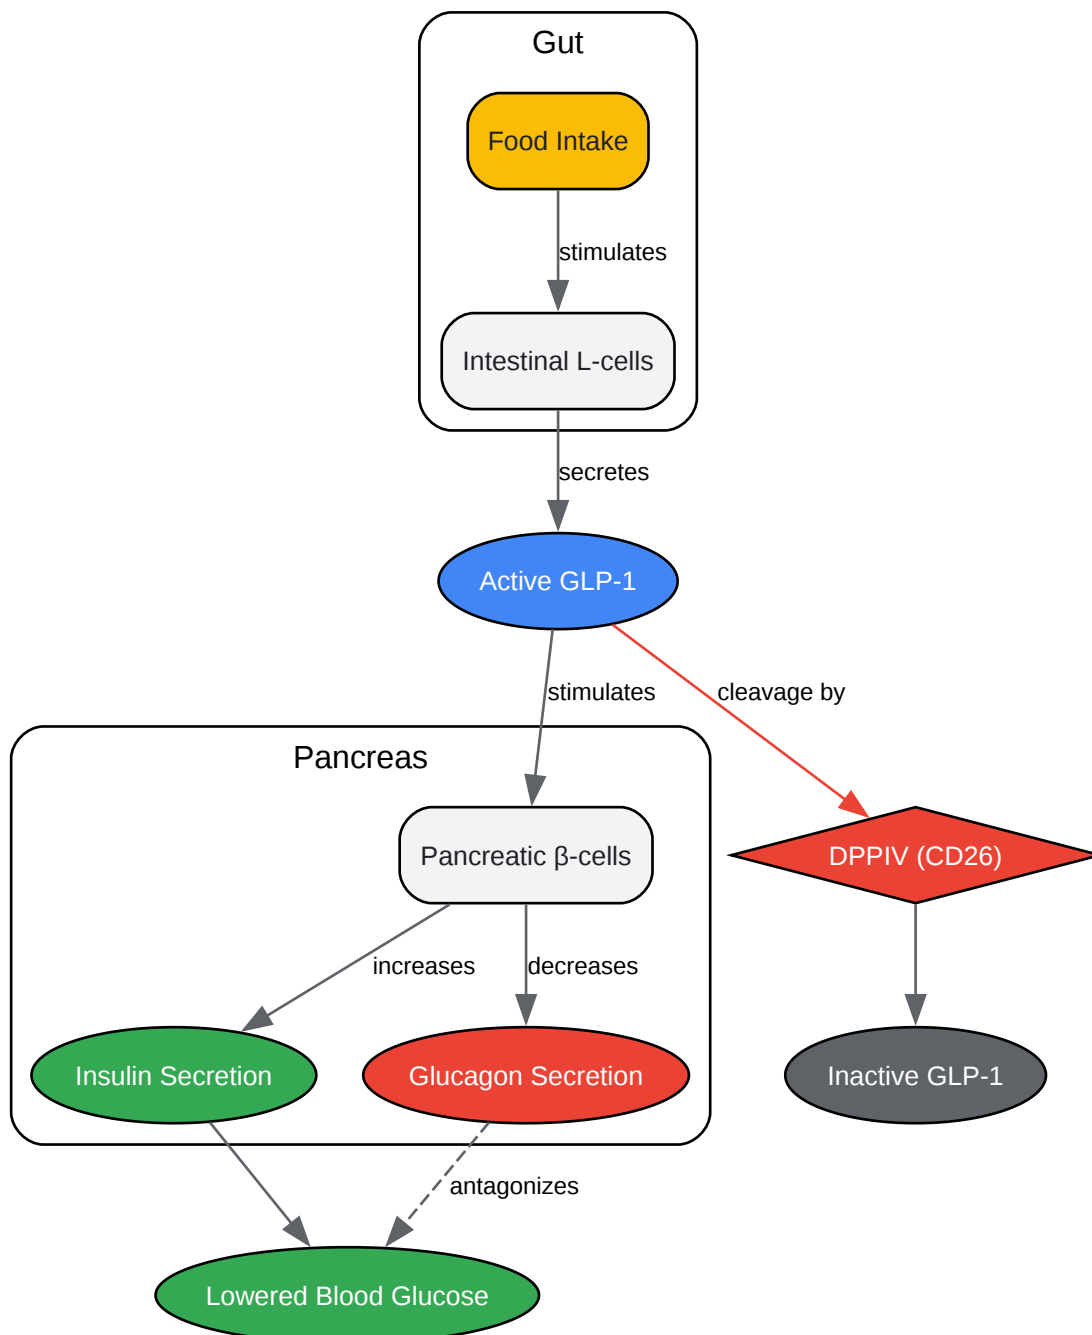 Gut
Food Intake
stimulates
Intestinal L-cells
secretes
Active GLP-1
stimulates
cleavage by
Pancreas
Pancreatic β-cells
DPPIV (CD26)
increases
decreases
Insulin Secretion
Glucagon Secretion
Inactive GLP-1
antagonizes
Lowered Blood Glucose